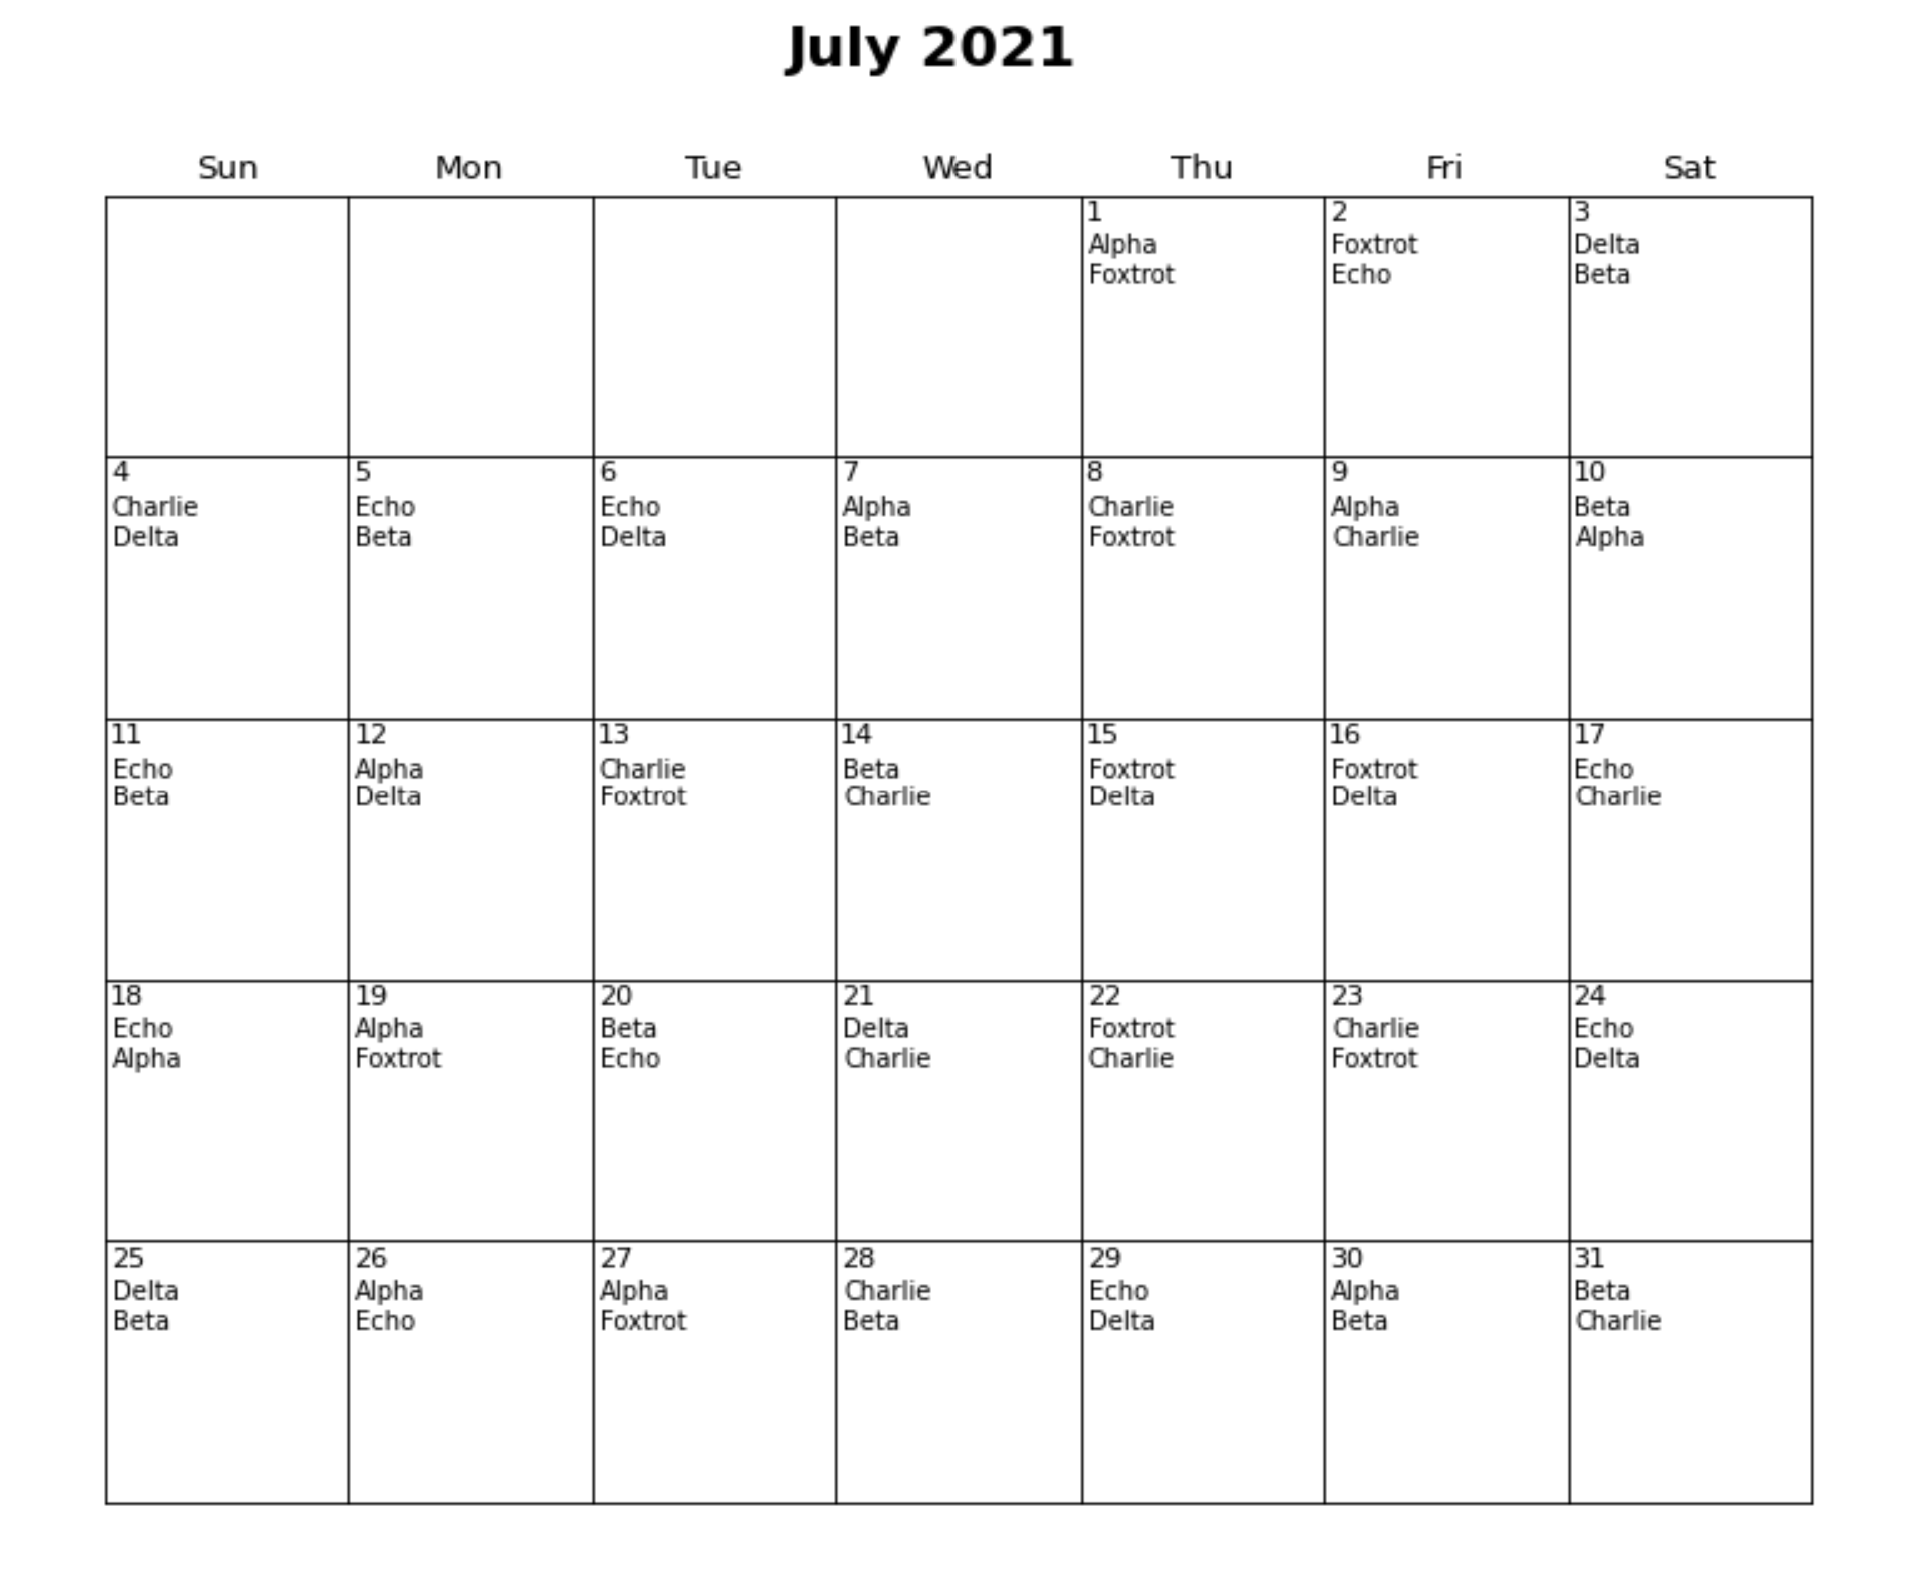 July 2021
Sun Mon Tue Wed Thu Fri Sat
1
Alpha
Foxtrot
2
Foxtrot
Echo
3
Delta
Beta
4
Charlie
Delta
5
Echo
Beta
6
Echo
Delta
7
Alpha
Beta
8
Charlie
Foxtrot
9
Alpha
Charlie
10
Beta
Alpha
11
Echo
Beta
12
Alpha
Delta
13
Charlie
Foxtrot
14
Beta
Charlie
15
Foxtrot
Delta
16
Foxtrot
Delta
17
Echo
Charlie
18
Echo
Alpha
19
Alpha
Foxtrot
20
Beta
Echo
21
Delta
Charlie
22
Foxtrot
Charlie
23
Charlie
Foxtrot
24
Echo
Delta
25
Delta
Beta
26
Alpha
Echo
27
Alpha
Foxtrot
28
Charlie
Beta
29
Echo
Delta
30
Alpha
Beta
31
Beta
Charlie